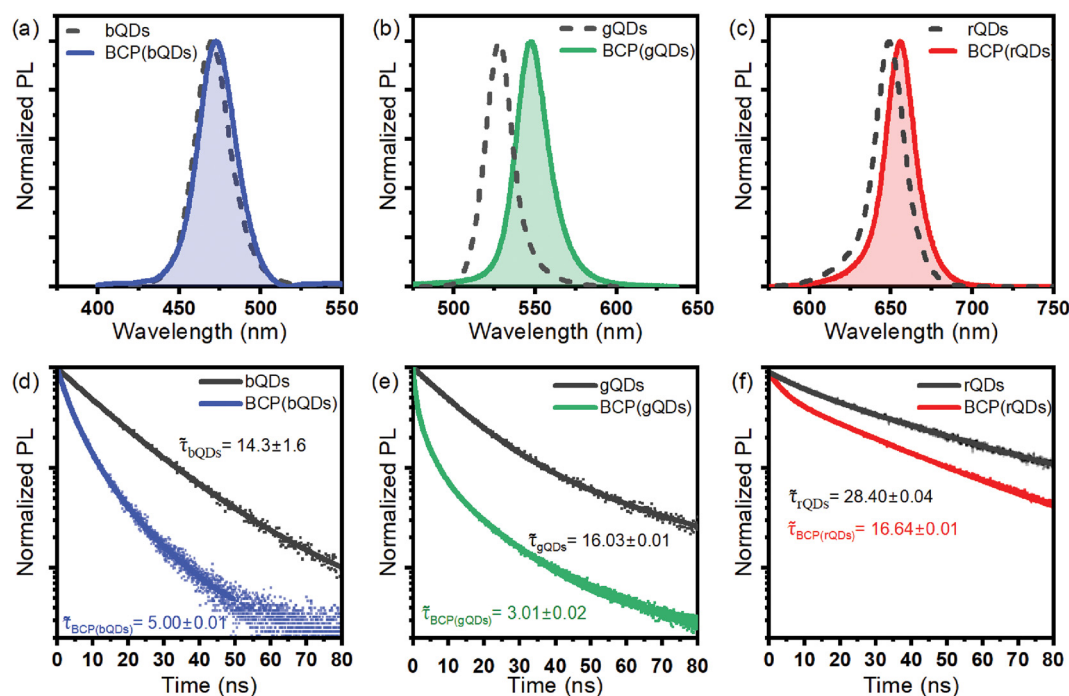 (a)
bQDs
BCP(bQDs)
Normalized PL
400 450 500 550
Wavelength (nm)
(b)
gQDs
BCP(gQDs)
Normalized PL
500 550 600 650
Wavelength (nm)
(c)
rQDs
BCP(rQDs)
Normalized PL
600 650 700 750
Wavelength (nm)
(d)
bQDs
BCP(bQDs)
τ̃bQDs= 14.3±1.6
τ̃BCP(bQDs)= 5.00±0.01
Normalized PL
0 10 20 30 40 50 60 70 80
Time (ns)
(e)
gQDs
BCP(gQDs)
τ̃gQDs= 16.03±0.01
τ̃BCP(gQDs)= 3.01±0.02
Normalized PL
0 10 20 30 40 50 60 70 80
Time (ns)
(f)
rQDs
BCP(rQDs)
τ̃rQDs= 28.40±0.04
τ̃BCP(rQDs)= 16.64±0.01
Normalized PL
0 10 20 30 40 50 60 70 80
Time (ns)